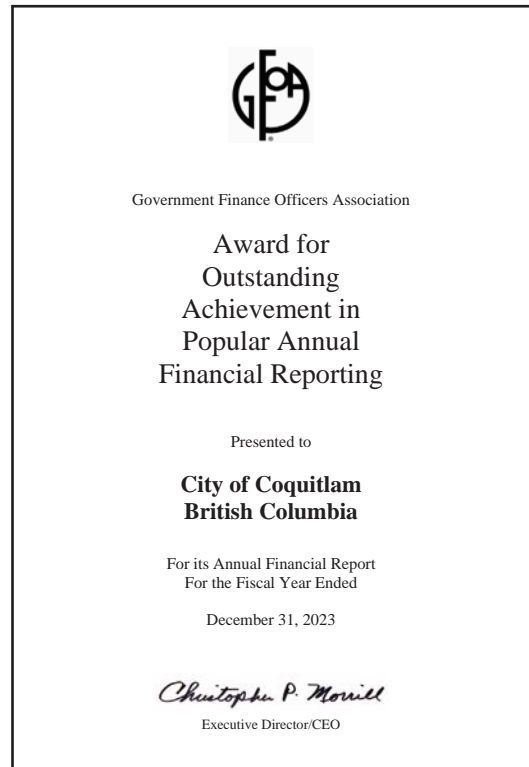 GFOA
Government Finance Officers Association
Award for
Outstanding
Achievement in
Popular Annual
Financial Reporting
Presented to
City of Coquitlam
British Columbia
For its Annual Financial Report
For the Fiscal Year Ended
December 31, 2023
Christopher P. Morrill
Executive Director/CEO